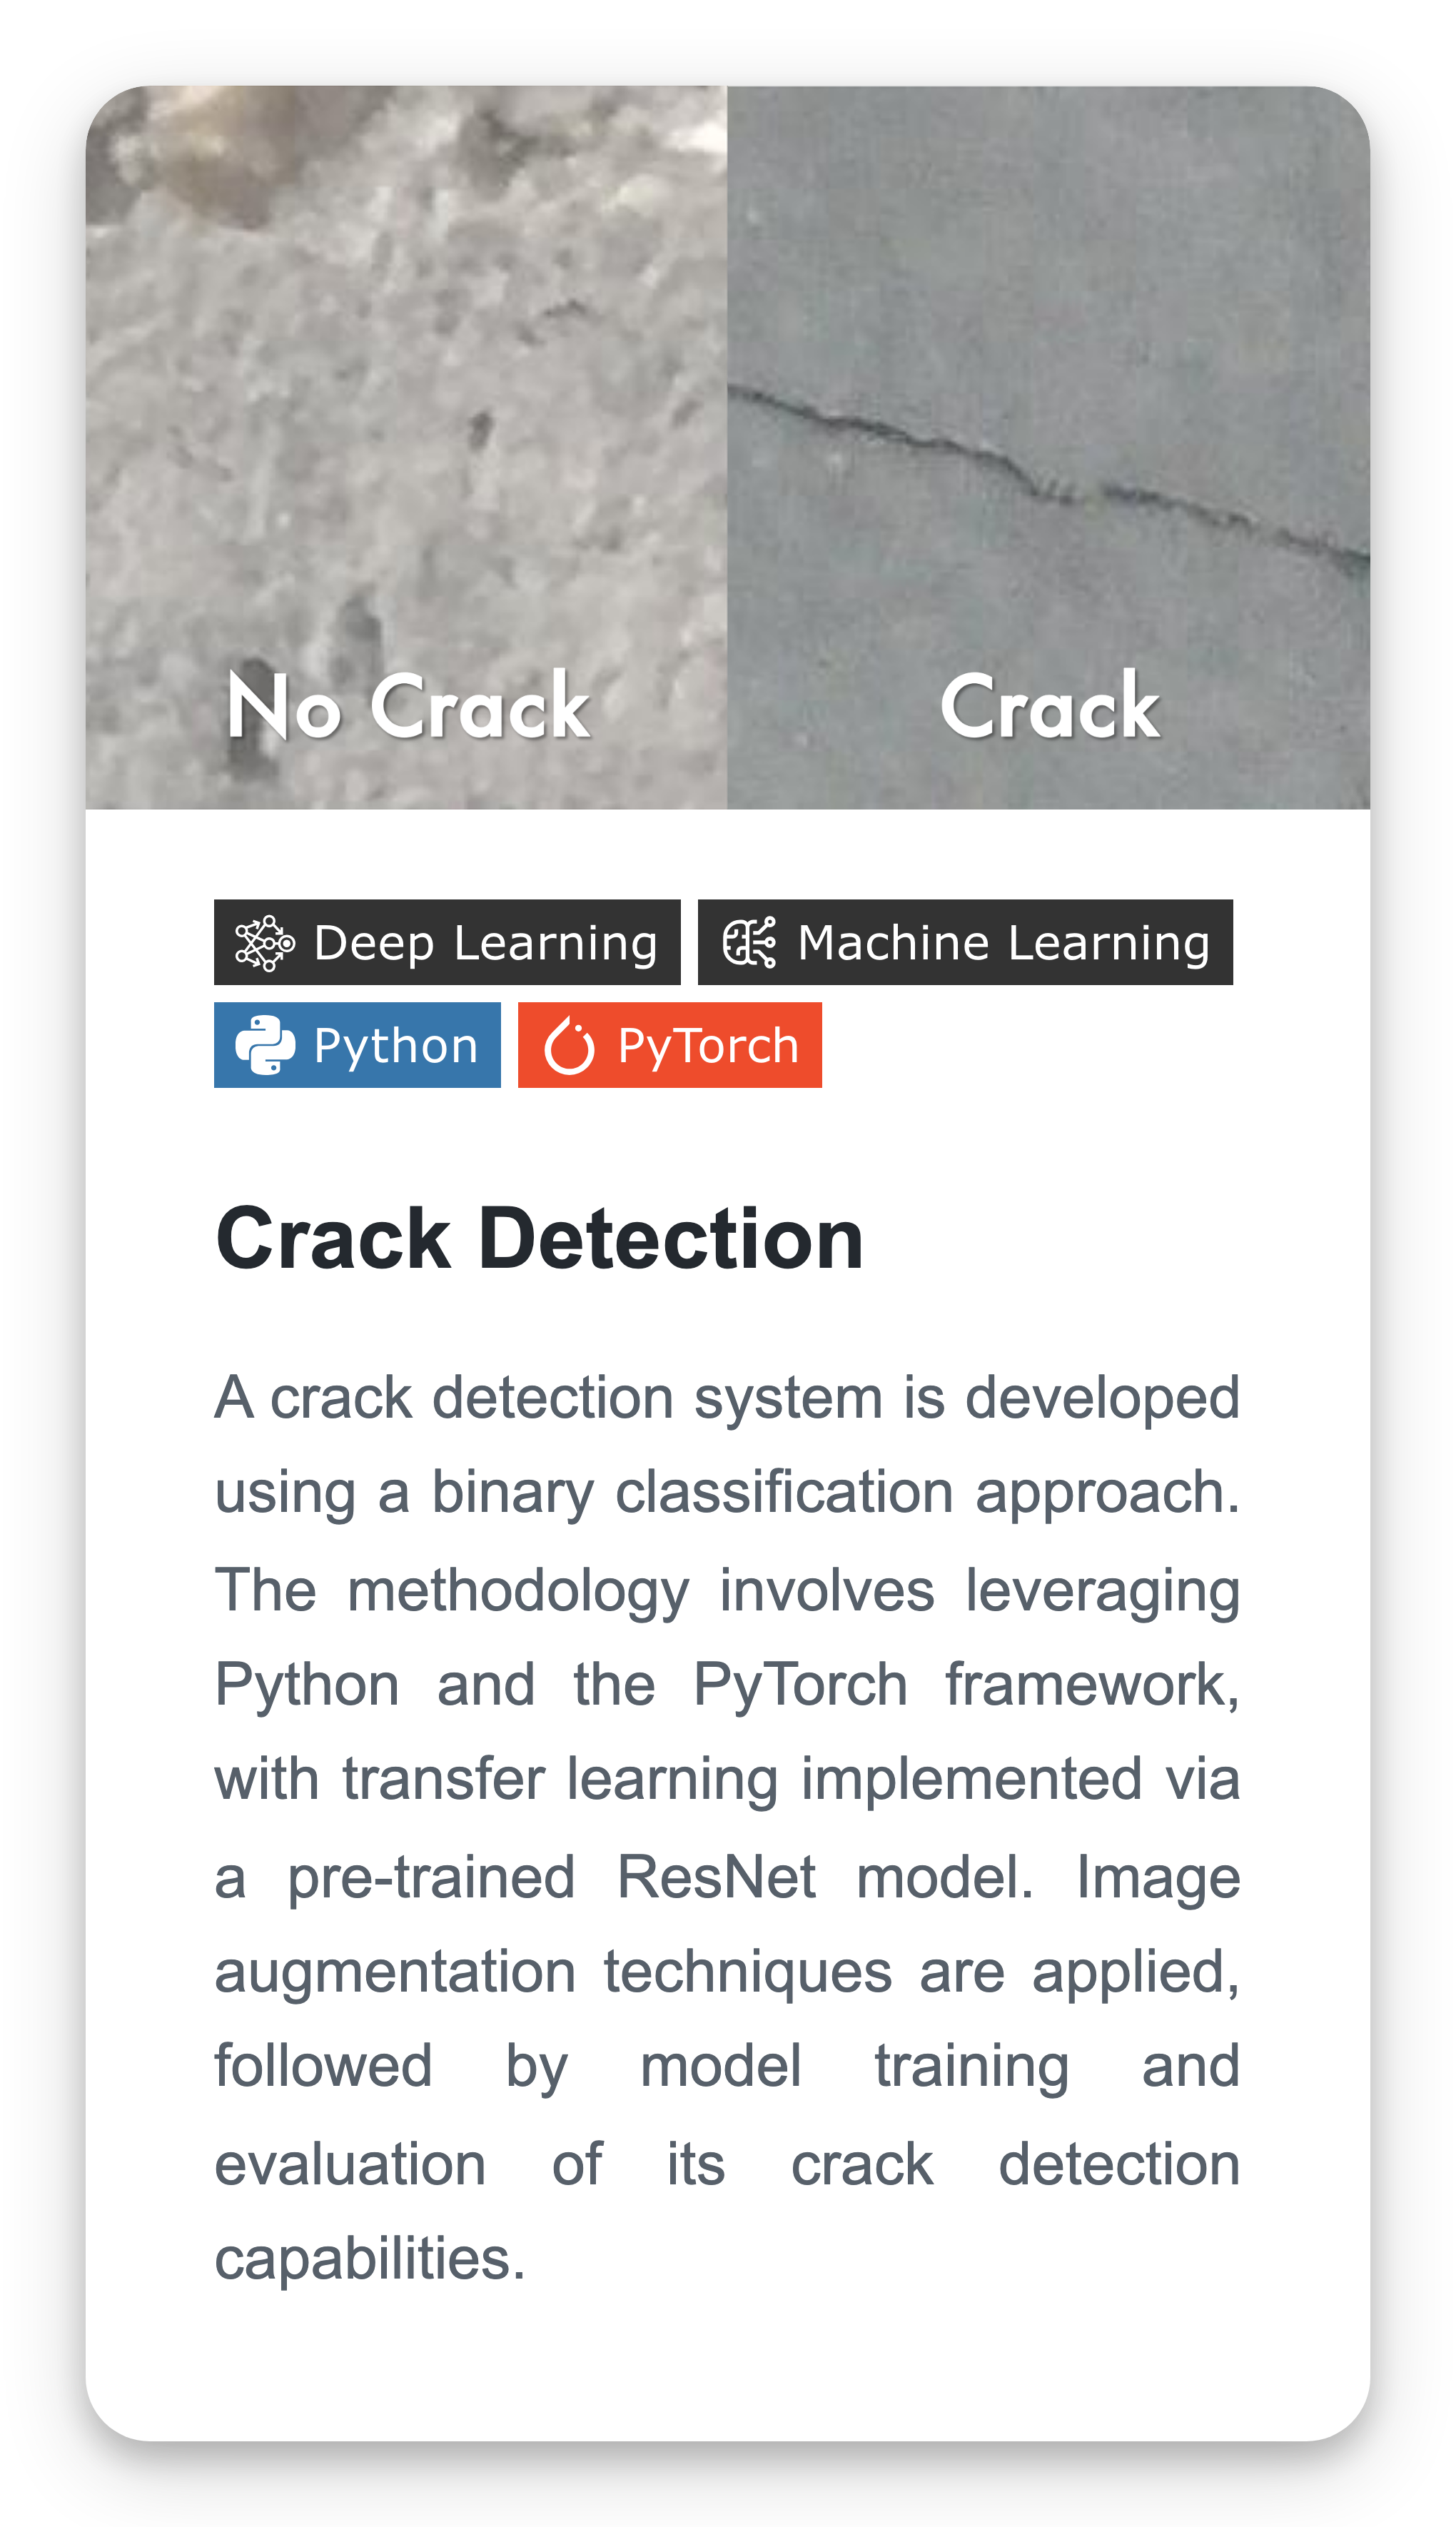 No Crack
Crack
Deep Learning
Machine Learning
Python
PyTorch
Crack Detection
A crack detection system is developed
using a binary classification approach.
The methodology involves leveraging
Python and the PyTorch framework,
with transfer learning implemented via
a pre-trained ResNet model. Image
augmentation techniques are applied,
followed by model training and
evaluation of its crack detection
capabilities.